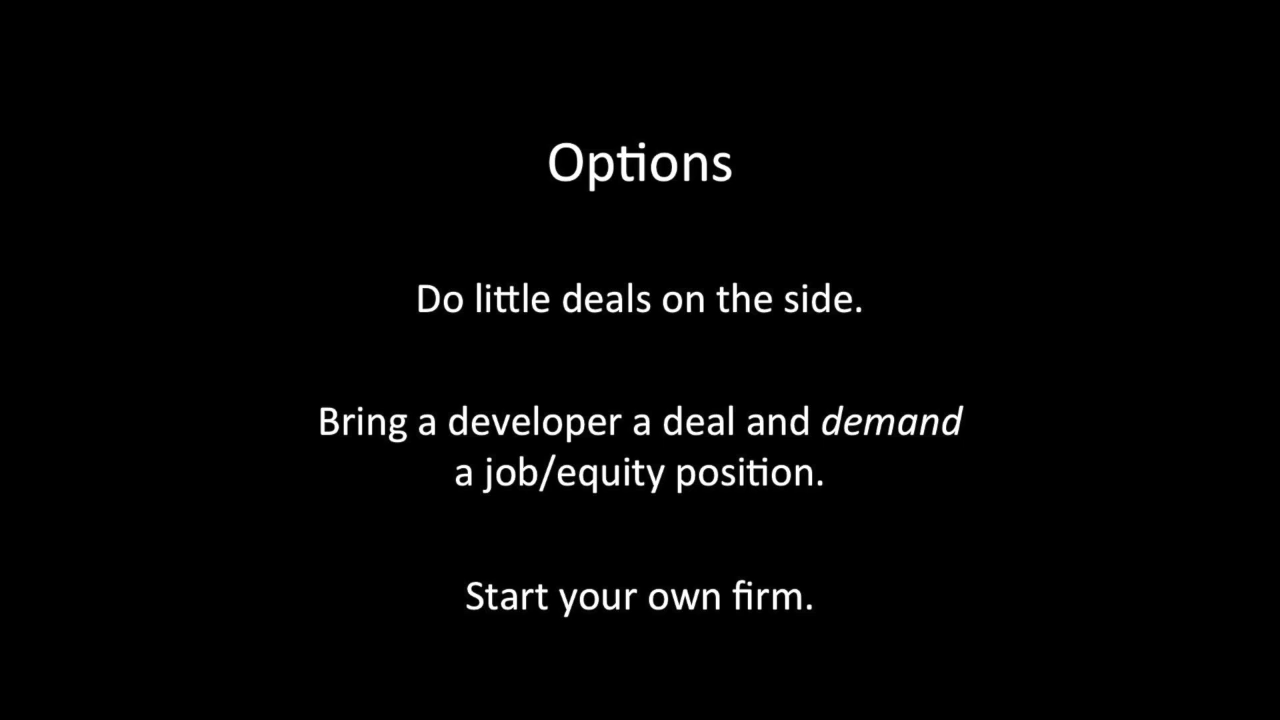 Options
Do little deals on the side.
Bring a developer a deal and demand
a job/equity position.
Start your own firm.